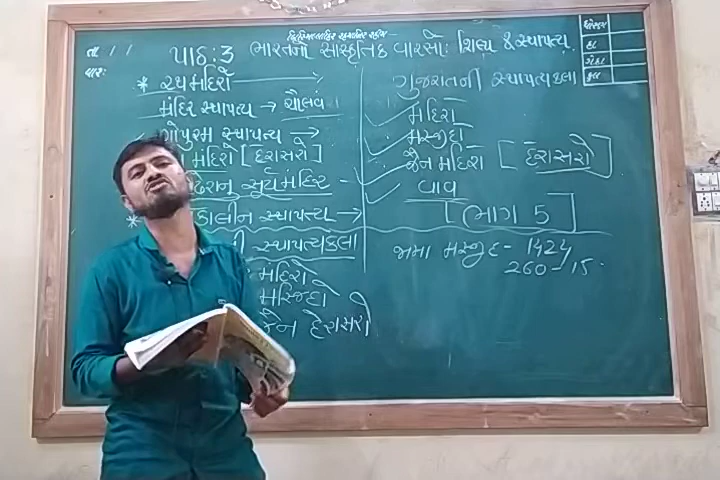 તા. / /
વાર:
પાઠ:3 ભારતનો સાંસ્કૃતિક વારસો: શિલ્પ & સ્થાપત્ય
* રથમંદિરો
મંદિર સ્થાપત્ય →
ગોપુરમ સ્થાપત્ય →
મંદિરો [દેરાસરો]
સૂર્યમંદિર -
* કાલીન સ્થાપત્ય →
ની સ્થાપત્યકલા
મંદિરો
મસ્જિદો
જૈન દેરાસરો
ગુજરાતની સ્થાપત્યકલા
મંદિરો
મસ્જીદો
જૈન મંદિરો [દેરાસરો]
વાવ
[ભાગ 5]
જામા મસ્જીદ - 1424
260 - 15
હા
ગેહા
કુલ